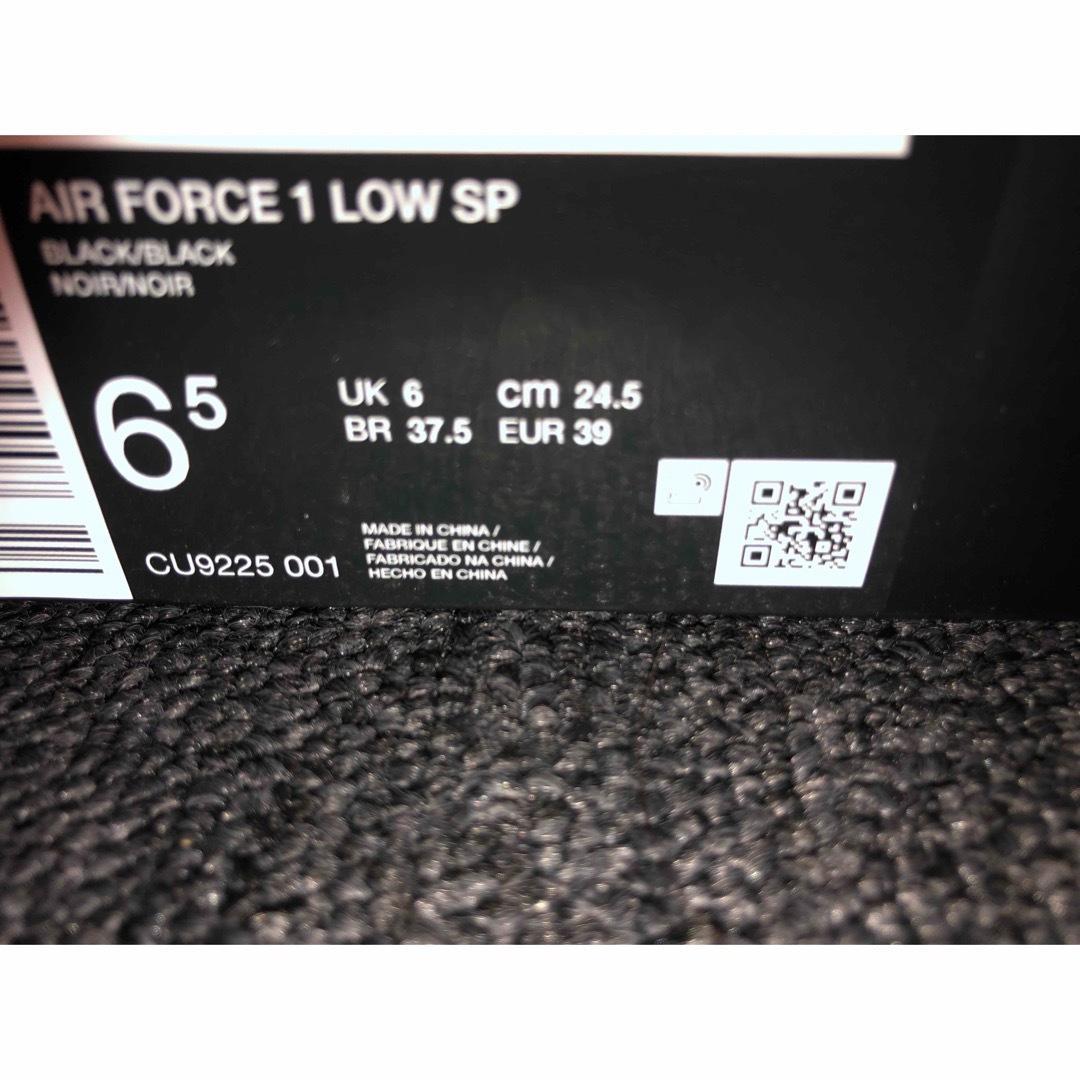 AIR FORCE 1 LOW SP
BLACK/BLACK
NOIR/NOIR
6⁵
UK 6 cm 24.5
BR 37.5 EUR 39
MADE IN CHINA /
FABRIQUE EN CHINE /
FABRICADO NA CHINA /
HECHO EN CHINA
CU9225 001